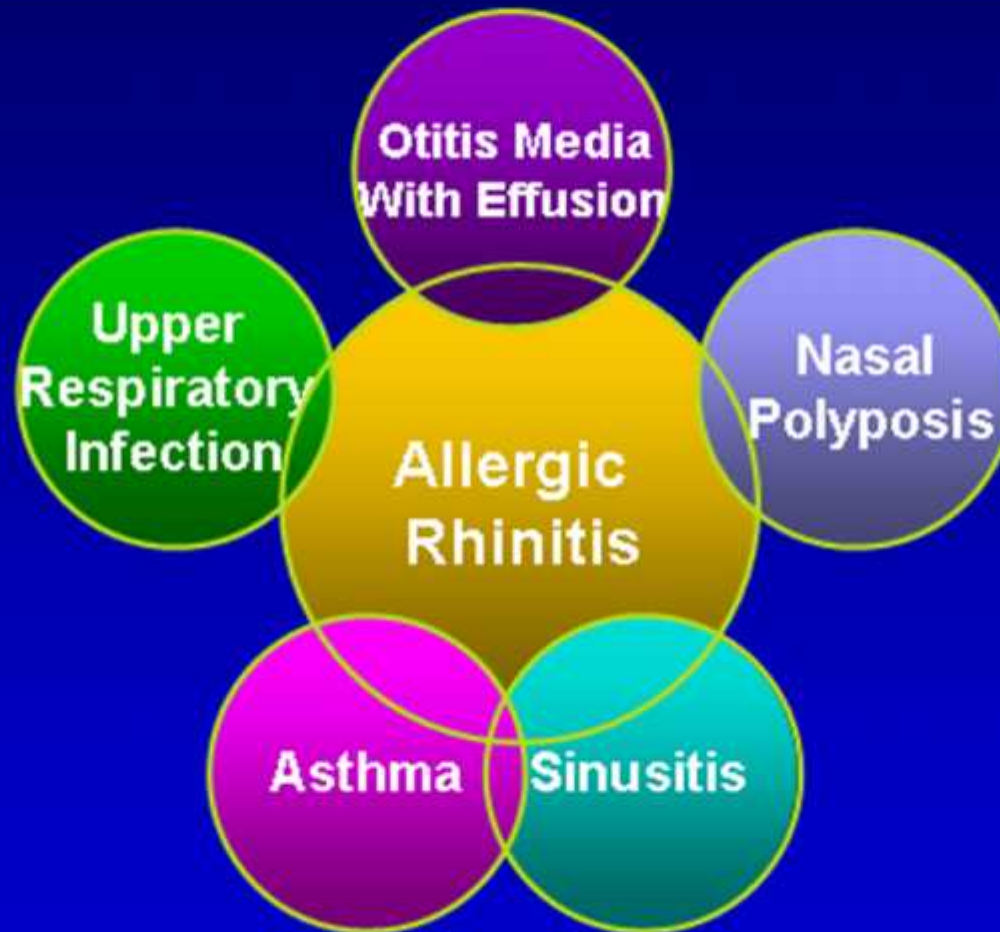 Otitis Media
With Effusion
Upper
Respiratory
Infection
Nasal
Polyposis
Allergic
Rhinitis
Asthma
Sinusitis